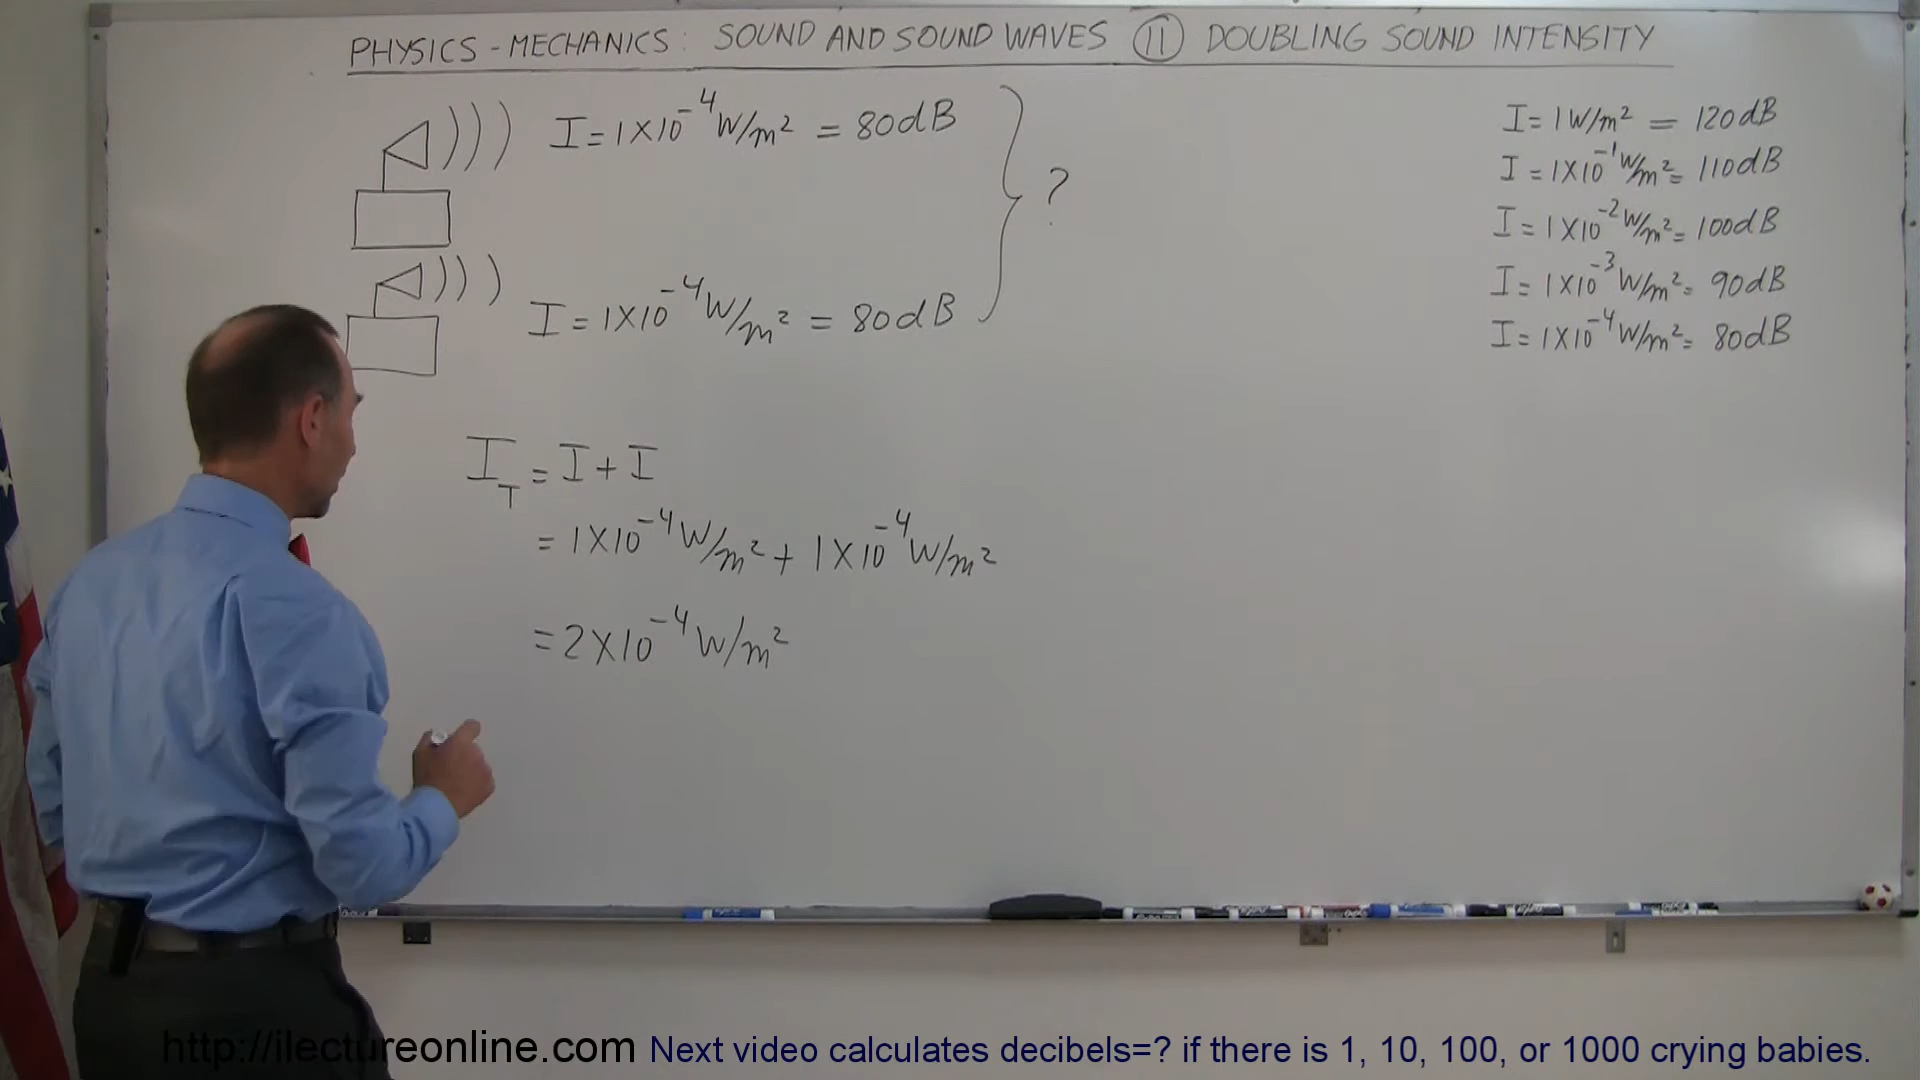 PHYSICS - MECHANICS: SOUND AND SOUND WAVES (11) DOUBLING SOUND INTENSITY
I = 1X10⁻⁴ W/m² = 80dB
?
I = 1X10⁻⁴ W/m² = 80dB
I = 1W/m² = 120dB
I = 1X10⁻¹ W/m² = 110dB
I = 1X10⁻² W/m² = 100dB
I = 1X10⁻³ W/m² = 90dB
I = 1X10⁻⁴ W/m² = 80dB
I_T = I + I
= 1X10⁻⁴ W/m² + 1X10⁻⁴ W/m²
= 2X10⁻⁴ W/m²
http://ilectureonline.com Next video calculates decibels=? if there is 1, 10, 100, or 1000 crying babies.